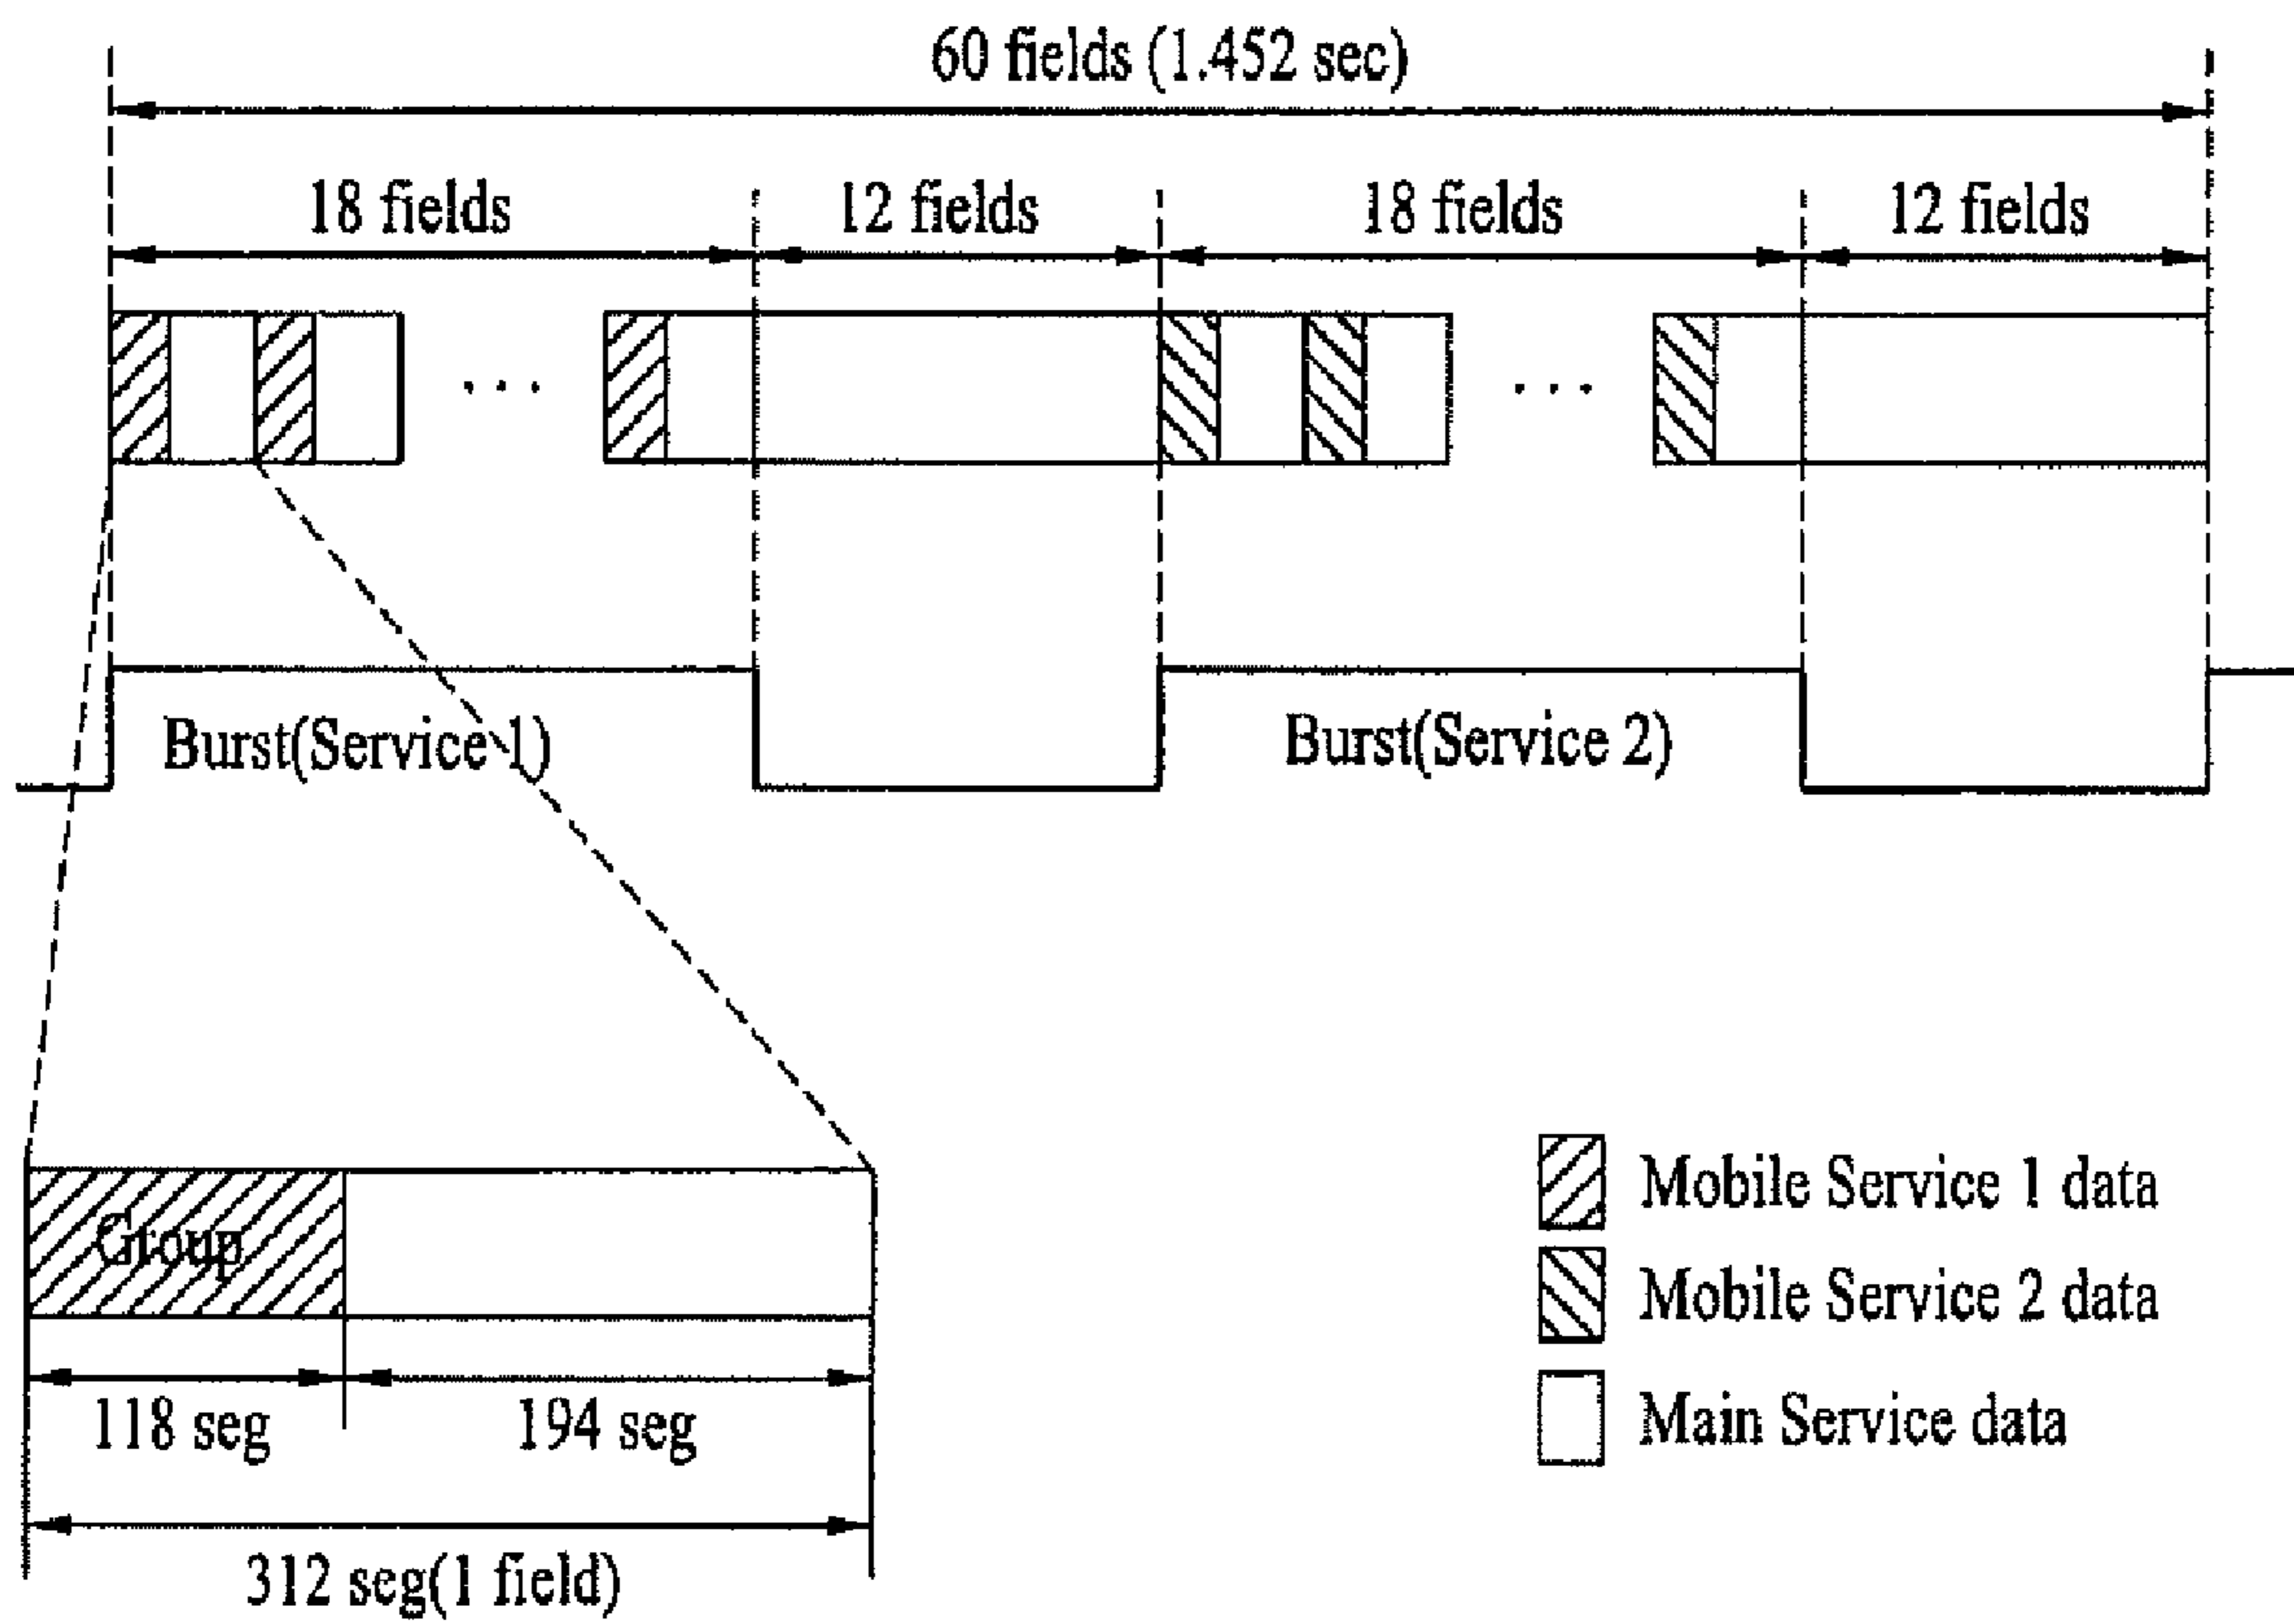 60 fields (1.452 sec)
18 fields
12 fields
18 fields
12 fields
...
...
Burst(Service 1)
Burst(Service 2)
Group
118 seg
194 seg
312 seg(1 field)
Mobile Service 1 data
Mobile Service 2 data
Main Service data